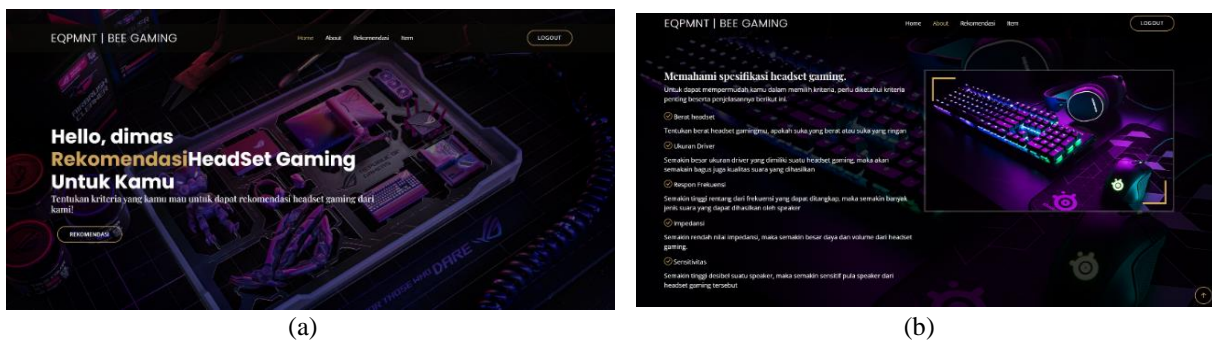 EQPMNT | BEE GAMING
Home About Rekomendasi Item
LOGOUT
Hello, dimas
RekomendasiHeadSet Gaming
Untuk Kamu
Tentukan kriteria yang kamu mau untuk dapat rekomendasi headset gaming dari
kami!
REKOMENDASI
DARE
(a)
EQPMNT | BEE GAMING
Home About Rekomendasi Item
LOGOUT
Memahami spesifikasi headset gaming.
Untuk dapat mempermudah kamu dalam memilih kriteria, perlu diketahui kriteria
penting beserta penjelasannya berikut ini.
Berat headset
Tentukan berat headset gamingmu, apakah suka yang berat atau suka yang ringan
Ukuran Driver
Semakin besar ukuran driver yang dimiliki suatu headset gaming, maka akan
semakain bagus juga kualitas suara yang dihasilkan
Respon Frekuensi
Semakin tinggi rentang dari frekuensi yang dapat ditangkap, maka semakin banyak
jenis suara yang dapat dihasilkan oleh speaker
Impedansi
Semakin rendah nilai impedansi, maka semakin besar daya dan volume dari headset
gaming.
Sensitivitas
Semakin tinggi desibel suatu speaker, maka semakin sensitif pula speaker dari
headset gaming tersebut
(b)